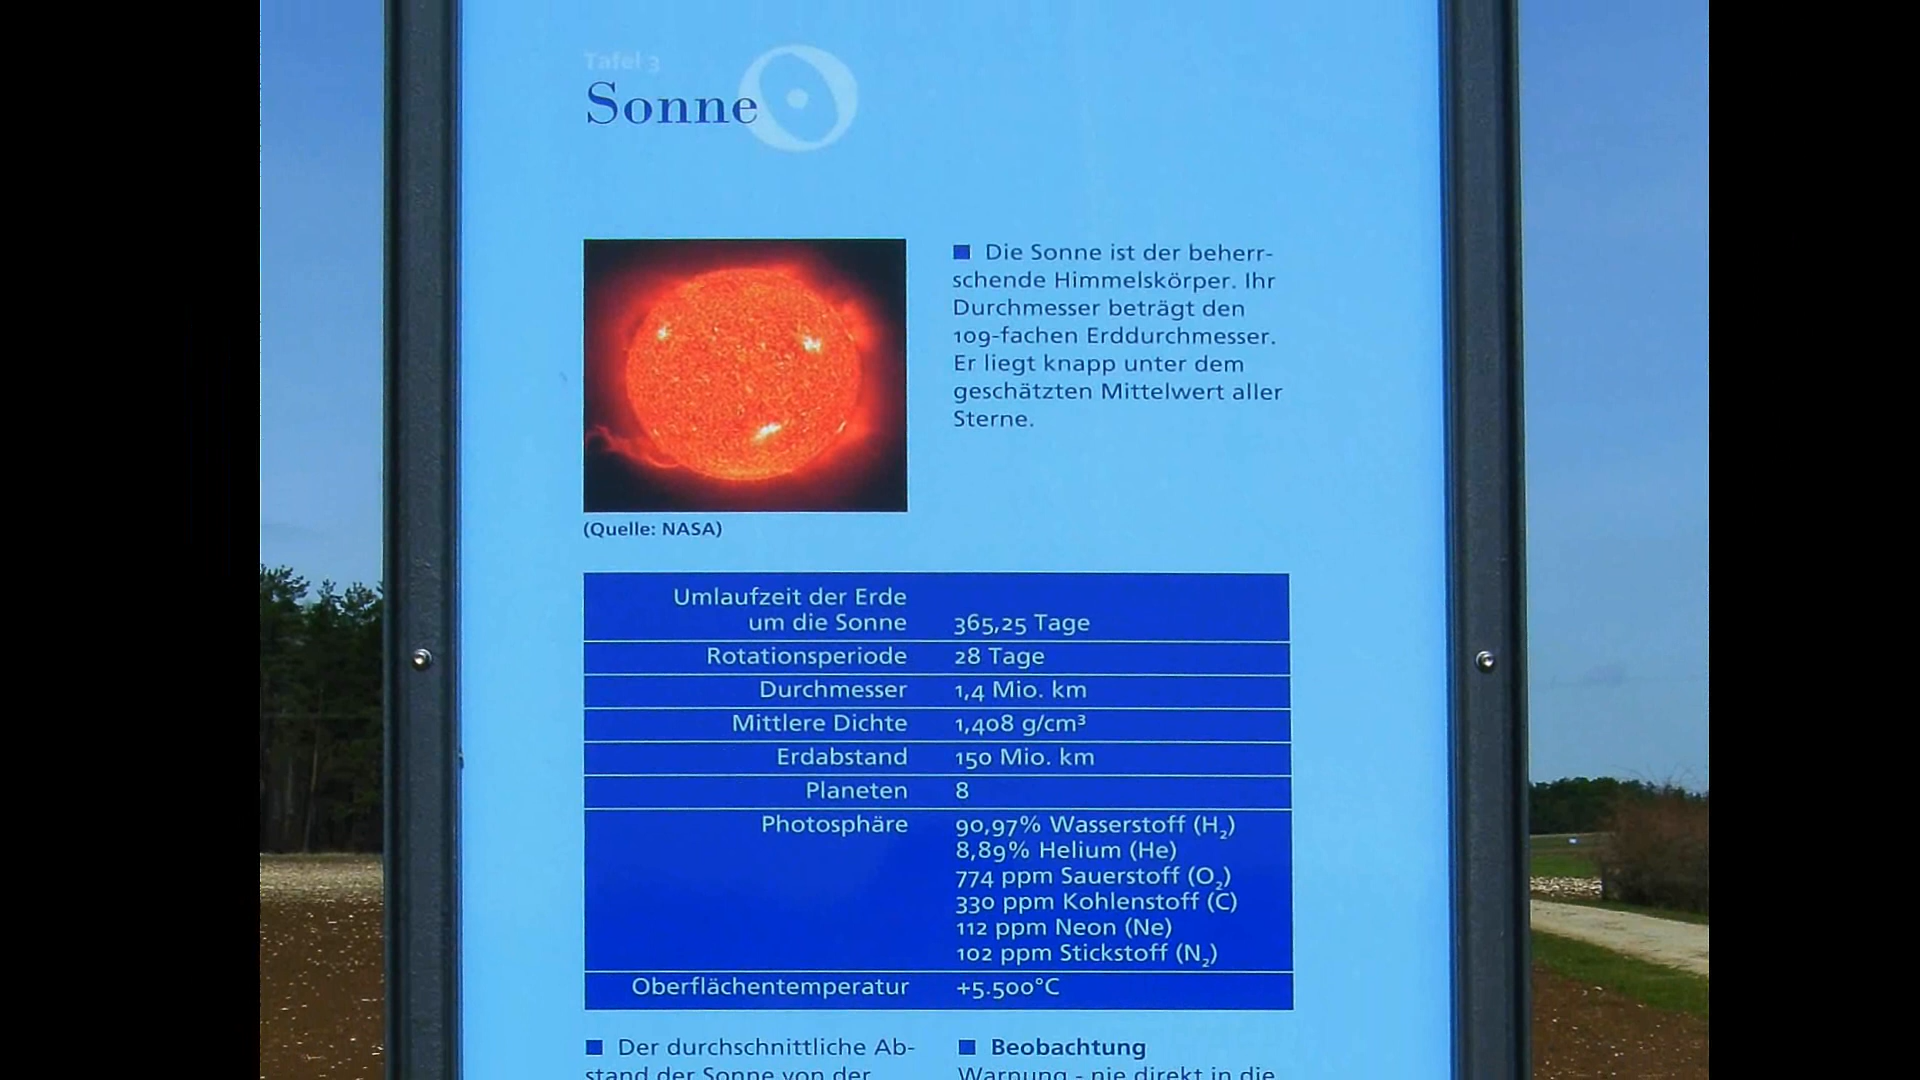 Tafel 3
Sonne
■ Die Sonne ist der beherr-
schende Himmelskörper. Ihr
Durchmesser beträgt den
109-fachen Erddurchmesser.
Er liegt knapp unter dem
geschätzten Mittelwert aller
Sterne.
(Quelle: NASA)
Umlaufzeit der Erde
um die Sonne 365,25 Tage
Rotationsperiode 28 Tage
Durchmesser 1,4 Mio. km
Mittlere Dichte 1,408 g/cm³
Erdabstand 150 Mio. km
Planeten 8
Photosphäre 90,97% Wasserstoff (H₂)
8,89% Helium (He)
774 ppm Sauerstoff (O₂)
330 ppm Kohlenstoff (C)
112 ppm Neon (Ne)
102 ppm Stickstoff (N₂)
Oberflächentemperatur +5.500°C
■ Der durchschnittliche Ab-
stand der Sonne von der
■ Beobachtung
Warnung - nie direkt in die